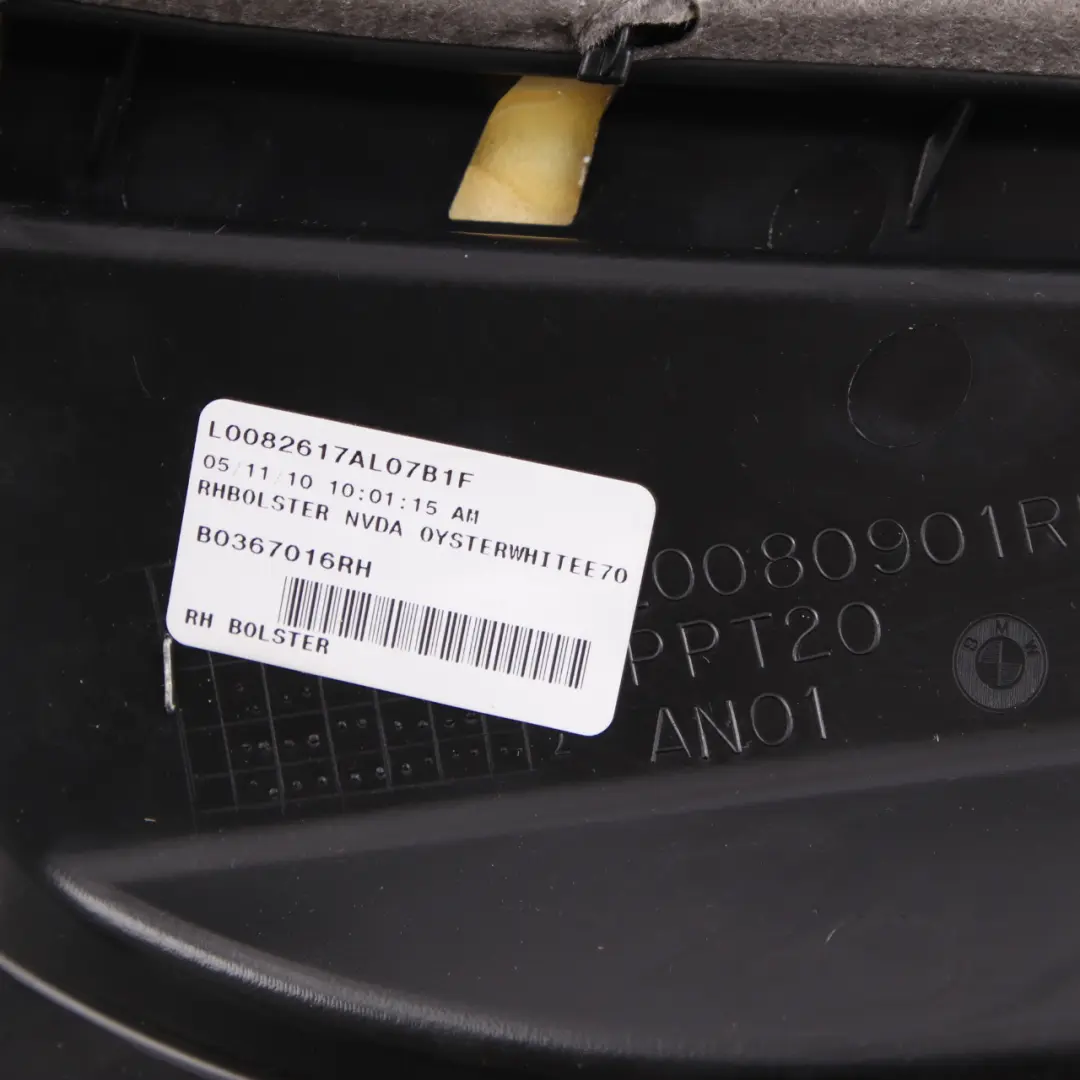 L0082617AL07B1F
05/11/10 10:01:15 AM
RHBOLSTER NVDA OYSTERWHITEE70
B0367016RH
RH BOLSTER
0080901R
PPT20
AN01
BMW